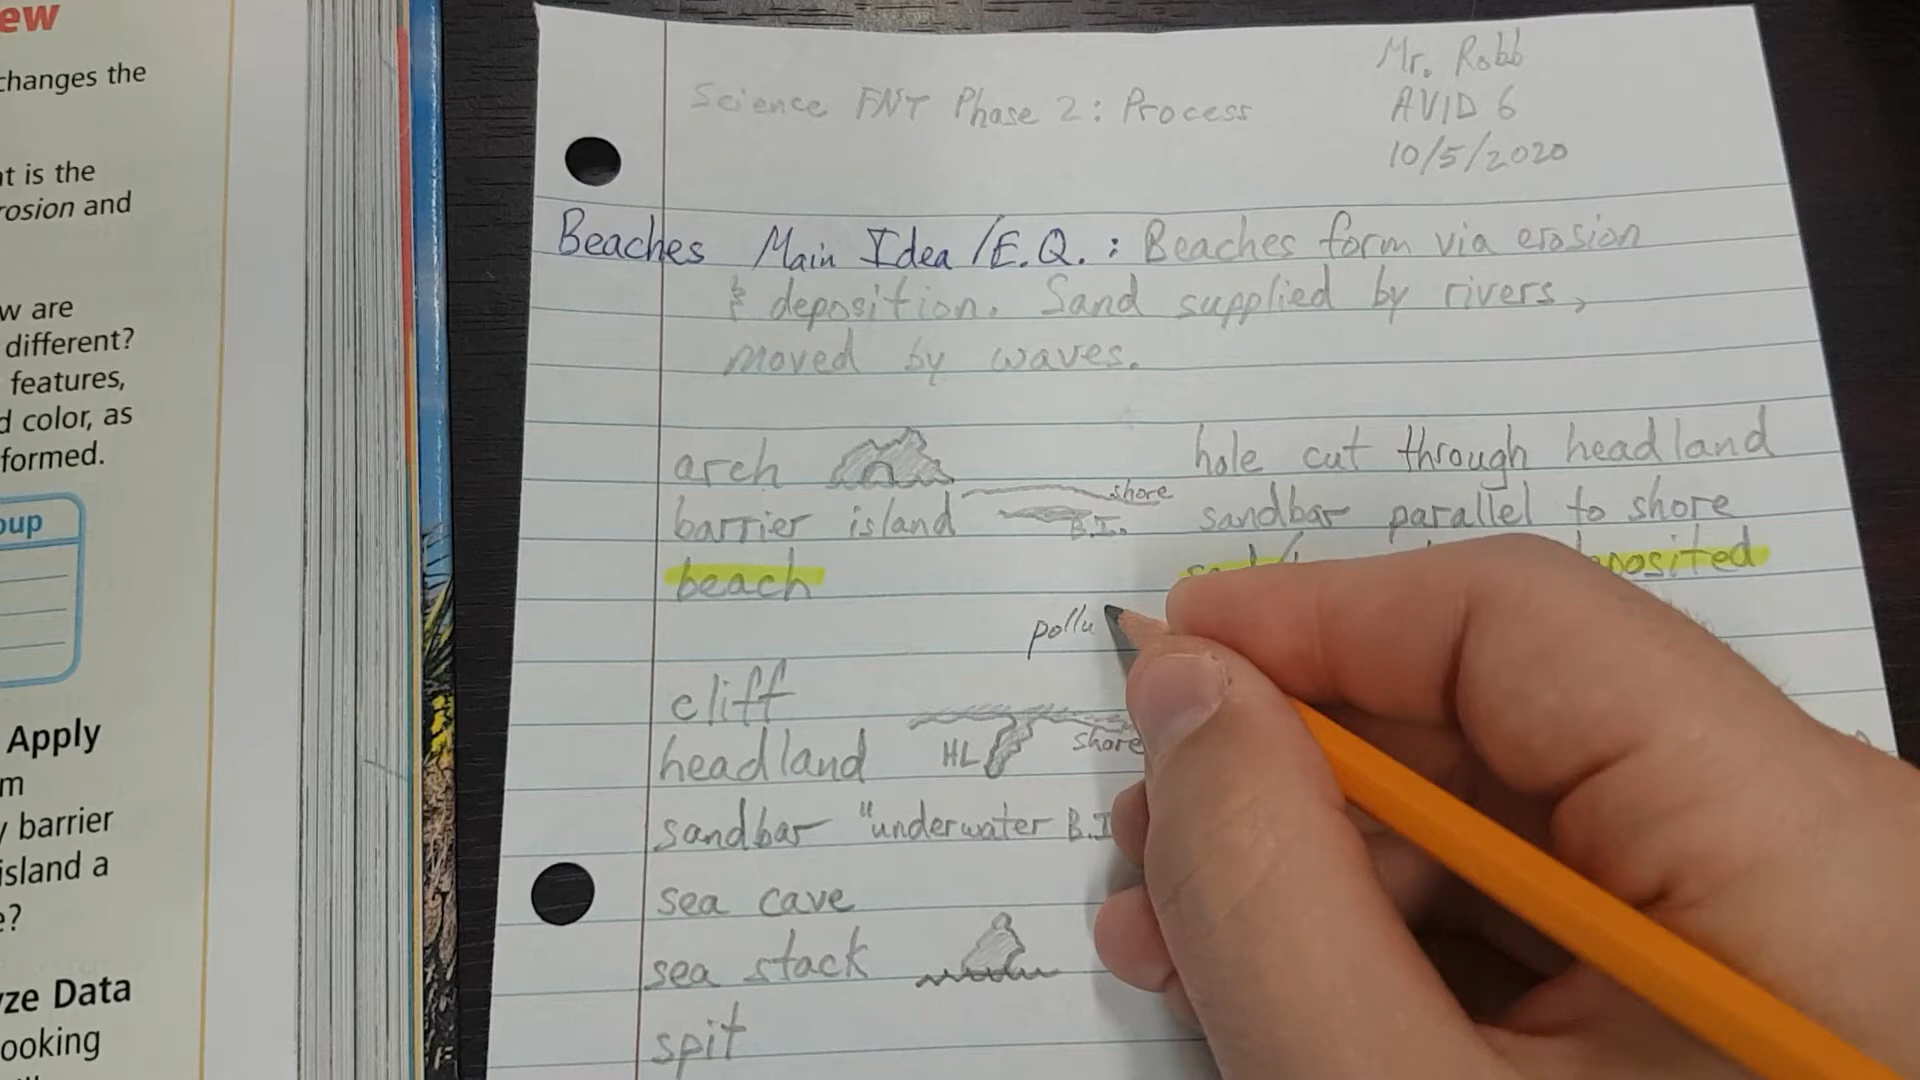 ew
changes the
t is the
rosion and
w are
different?
features,
d color, as
formed.
oup
Apply
m
y barrier
island a
e?
ze Data
ooking
Mr. Robb
Science FNT Phase 2: Process
AVID 6
10/5/2020
Beaches Main Idea/E.Q.: Beaches form via erosion
& deposition. Sand supplied by rivers,
moved by waves.
arch hole cut through headland
shore
barrier island B.I. sandbar parallel to shore
beach posited
pollu
cliff
headland HL shore
sandbar "underwater B.I
sea cave
sea stack
spit